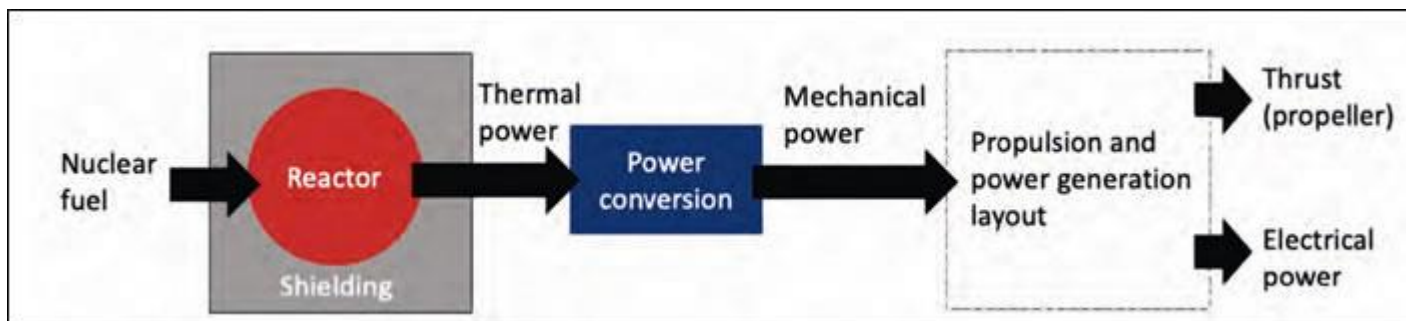 Nuclear
fuel
Reactor
Shielding
Thermal
power
Power
conversion
Mechanical
power
Propulsion and
power generation
layout
Thrust
(propeller)
Electrical
power